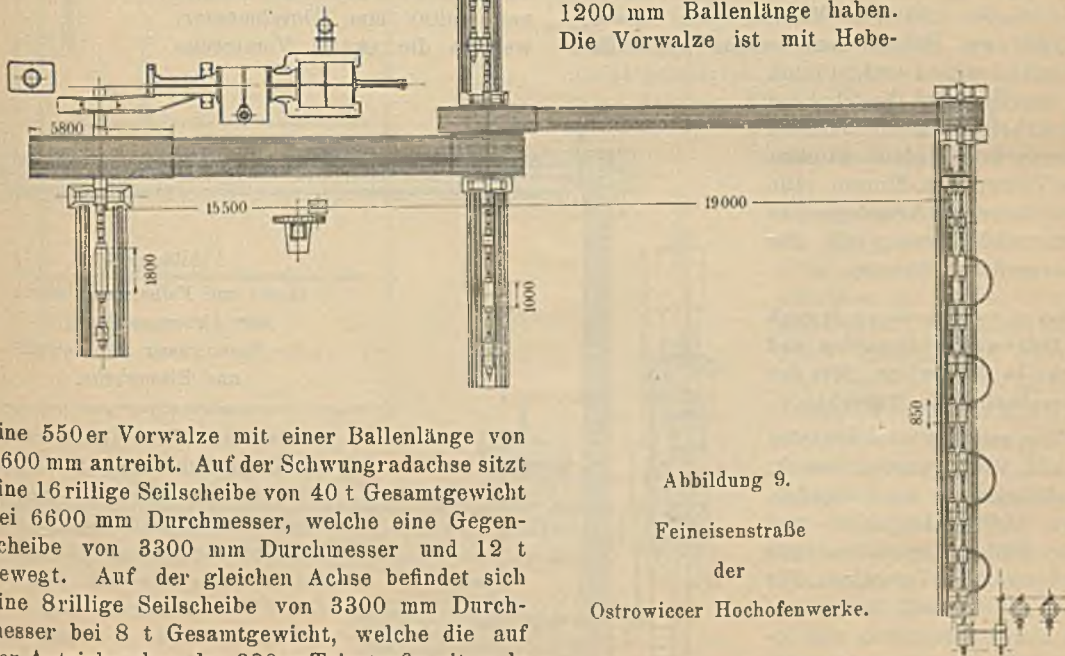 1200 mm Ballenlänge haben.
Die Vorwalze ist mit Hebe-
5800
15500
19000
1800
1000
850
ine 550er Vorwalze mit einer Ballenlänge von
600 mm antreibt. Auf der Schwungradachse sitzt
ine 16rillige Seilscheibe von 40 t Gesamtgewicht
ei 6600 mm Durchmesser, welche eine Gegen-
cheibe von 3300 mm Durchmesser und 12 t
ewegt. Auf der gleichen Achse befindet sich
ine 8rillige Seilscheibe von 3300 mm Durch-
esser bei 8 t Gesamtgewicht, welche die auf
Abbildung 9.
Feineisenstraße
der
Ostrowiecer Hochofenwerke.